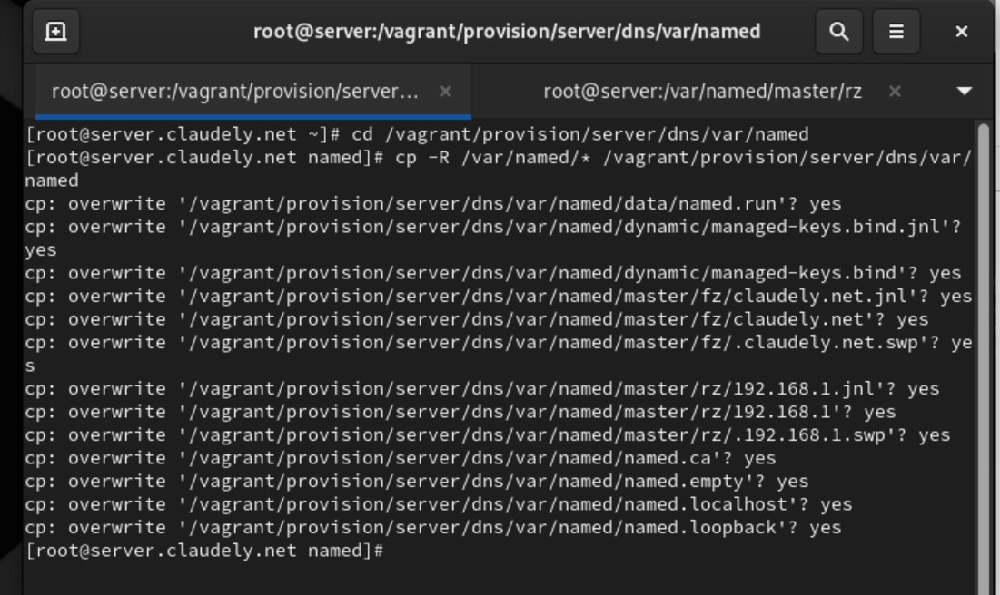 root@server:/vagrant/provision/server/dns/var/named
root@server:/vagrant/provision/server...
root@server:/var/named/master/rz
[root@server.claudely.net ~]# cd /vagrant/provision/server/dns/var/named
[root@server.claudely.net named]# cp -R /var/named/* /vagrant/provision/server/dns/var/
named
cp: overwrite '/vagrant/provision/server/dns/var/named/data/named.run'? yes
cp: overwrite '/vagrant/provision/server/dns/var/named/dynamic/managed-keys.bind.jnl'?
yes
cp: overwrite '/vagrant/provision/server/dns/var/named/dynamic/managed-keys.bind'? yes
cp: overwrite '/vagrant/provision/server/dns/var/named/master/fz/claudely.net.jnl'? yes
cp: overwrite '/vagrant/provision/server/dns/var/named/master/fz/claudely.net'? yes
cp: overwrite '/vagrant/provision/server/dns/var/named/master/fz/.claudely.net.swp'? ye
s
cp: overwrite '/vagrant/provision/server/dns/var/named/master/rz/192.168.1.jnl'? yes
cp: overwrite '/vagrant/provision/server/dns/var/named/master/rz/192.168.1'? yes
cp: overwrite '/vagrant/provision/server/dns/var/named/master/rz/.192.168.1.swp'? yes
cp: overwrite '/vagrant/provision/server/dns/var/named/named.ca'? yes
cp: overwrite '/vagrant/provision/server/dns/var/named/named.empty'? yes
cp: overwrite '/vagrant/provision/server/dns/var/named/named.localhost'? yes
cp: overwrite '/vagrant/provision/server/dns/var/named/named.loopback'? yes
[root@server.claudely.net named]#